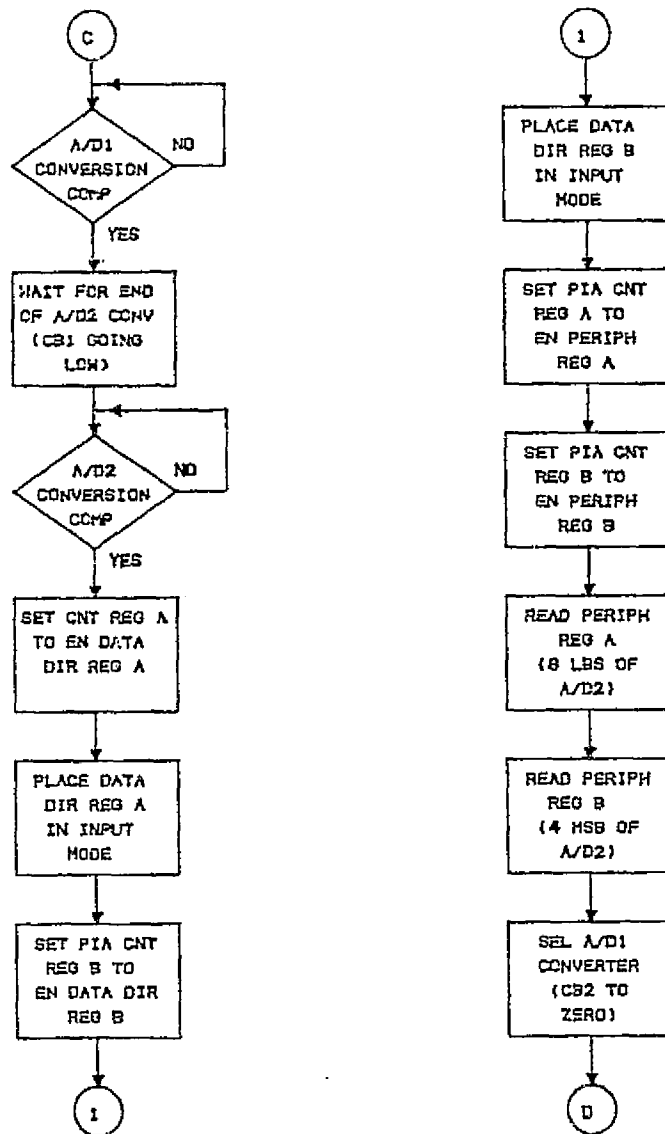 C
A/D1
CONVERSION
COMP
NO
YES
WAIT FOR END
OF A/D2 CONV
(CB1 GOING
LOW)
A/D2
CONVERSION
COMP
NO
YES
SET CNT REG A
TO EN DATA
DIR REG A
PLACE DATA
DIR REG A
IN INPUT
MODE
SET PIA CNT
REG B TO
EN DATA DIR
REG B
1
1
PLACE DATA
DIR REG B
IN INPUT
MODE
SET PIA CNT
REG A TO
EN PERIPH
REG A
SET PIA CNT
REG B TO
EN PERIPH
REG B
READ PERIPH
REG A
(8 LBS OF
A/D2)
READ PERIPH
REG B
(4 MSB OF
A/D2)
SEL A/D1
CONVERTER
(CB2 TO
ZERO)
D